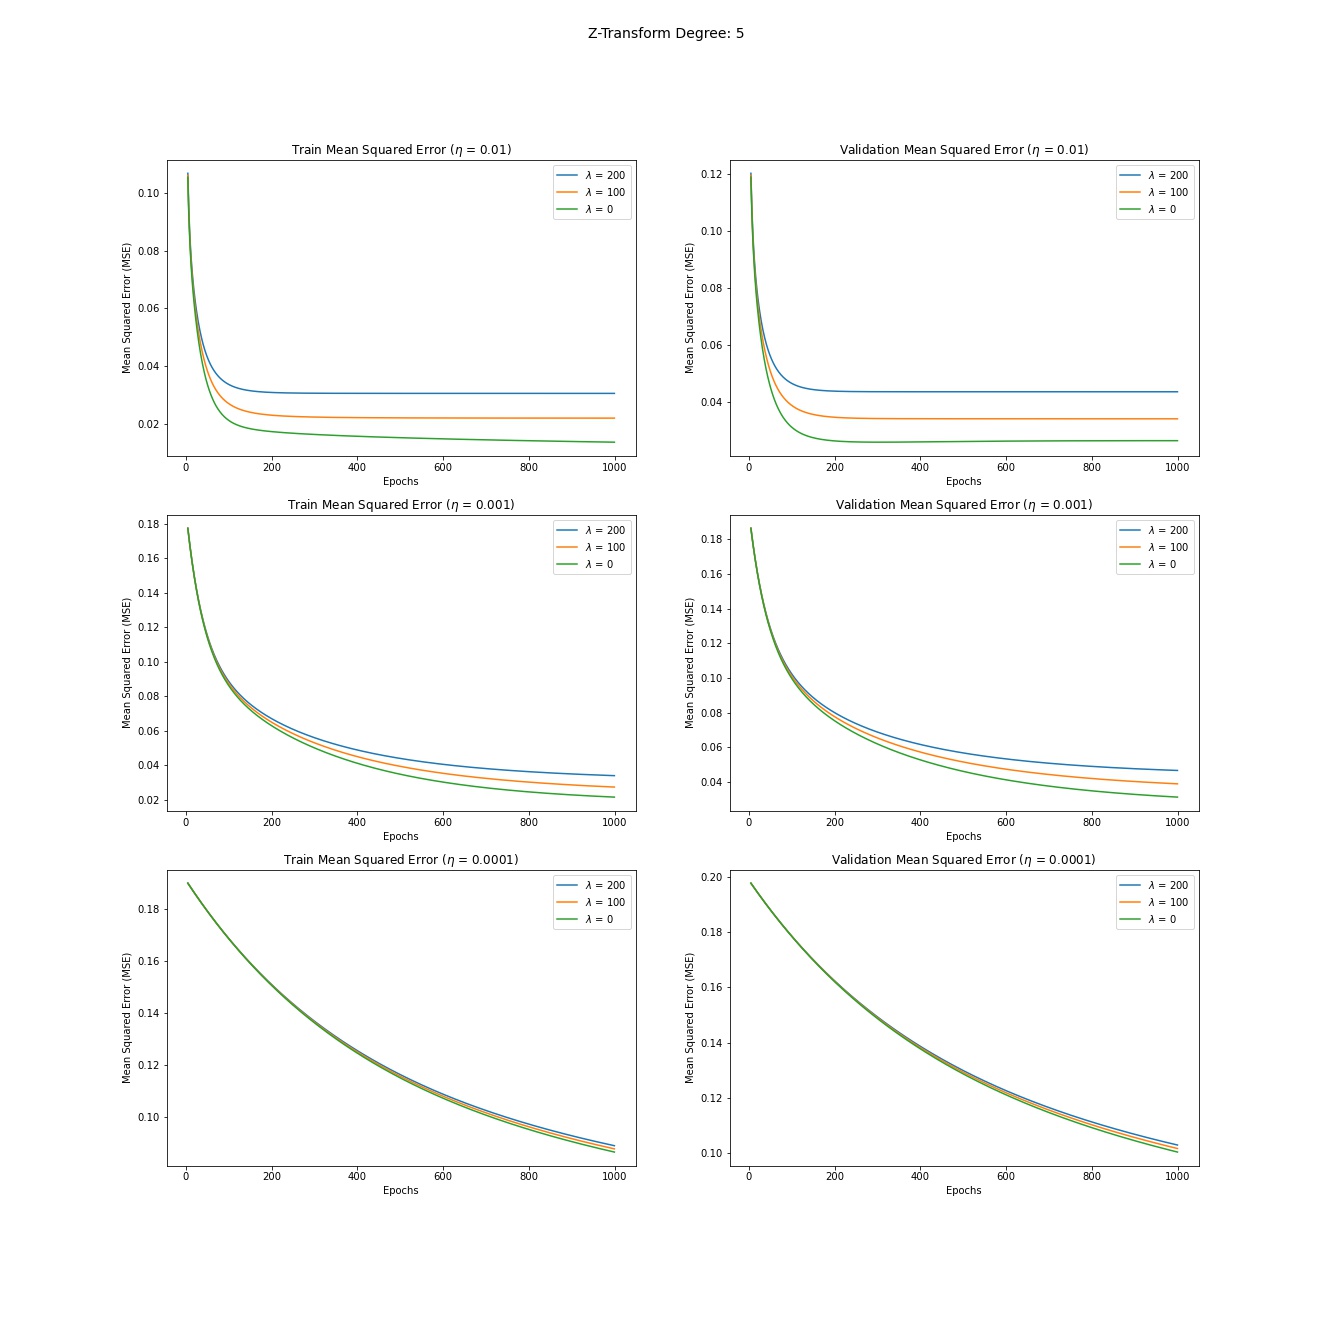 Z-Transform Degree: 5
Train Mean Squared Error (η = 0.01)
Mean Squared Error (MSE)
0.10
0.08
0.06
0.04
0.02
λ = 200
λ = 100
λ = 0
0 200 400 600 800 1000
Epochs
Validation Mean Squared Error (η = 0.01)
Mean Squared Error (MSE)
0.12
0.10
0.08
0.06
0.04
λ = 200
λ = 100
λ = 0
0 200 400 600 800 1000
Epochs
Train Mean Squared Error (η = 0.001)
Mean Squared Error (MSE)
0.18
0.16
0.14
0.12
0.10
0.08
0.06
0.04
0.02
λ = 200
λ = 100
λ = 0
0 200 400 600 800 1000
Epochs
Validation Mean Squared Error (η = 0.001)
Mean Squared Error (MSE)
0.18
0.16
0.14
0.12
0.10
0.08
0.06
0.04
λ = 200
λ = 100
λ = 0
0 200 400 600 800 1000
Epochs
Train Mean Squared Error (η = 0.0001)
Mean Squared Error (MSE)
0.18
0.16
0.14
0.12
0.10
λ = 200
λ = 100
λ = 0
0 200 400 600 800 1000
Epochs
Validation Mean Squared Error (η = 0.0001)
Mean Squared Error (MSE)
0.20
0.18
0.16
0.14
0.12
0.10
λ = 200
λ = 100
λ = 0
0 200 400 600 800 1000
Epochs